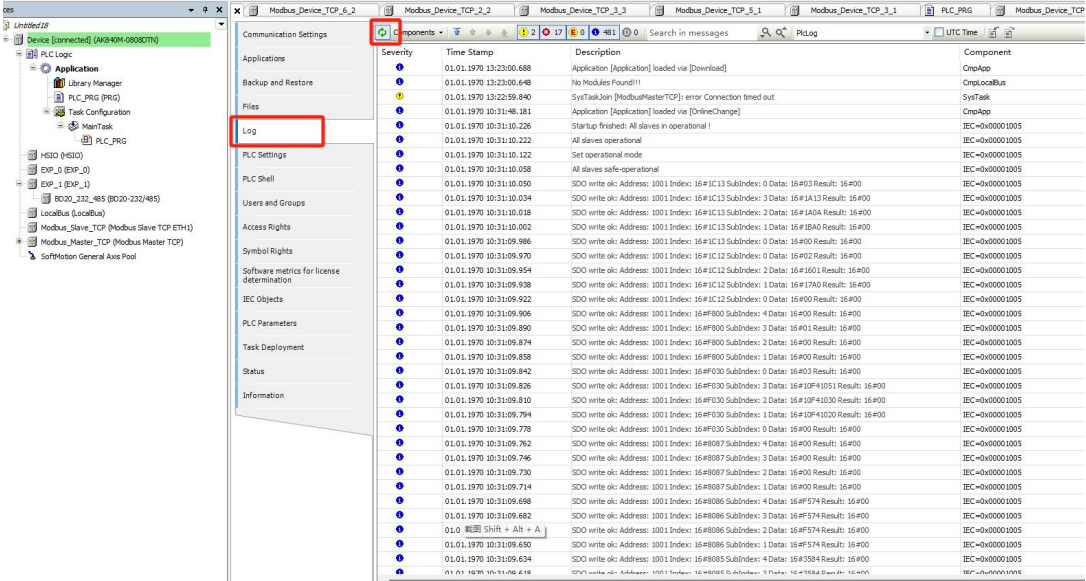 ces
Modbus_Device_TCP_6_2
Modbus_Device_TCP_2_2
Modbus_Device_TCP_3_3
Modbus_Device_TCP_5_1
Modbus_Device_TCP_3_1
PLC_PRG
Modbus_Device_TCP
Untitled18
Device [connected] (AK840M-0808DTN)
PLC Logic
Application
Library Manager
PLC_PRG (PRG)
Task Configuration
MainTask
PLC_PRG
HSIO (HSIO)
EXP_0 (EXP_0)
EXP_1 (EXP_1)
BD20_232_485 (BD20-232/485)
LocalBus (LocalBus)
Modbus_Slave_TCP (Modbus Slave TCP ETH1)
Modbus_Master_TCP (Modbus Master TCP)
SoftMotion General Axis Pool
Communication Settings
Applications
Backup and Restore
Files
Log
PLC Settings
PLC Shell
Users and Groups
Access Rights
Symbol Rights
Software metrics for license
determination
IEC Objects
PLC Parameters
Task Deployment
Status
Information
Components 2 17 0 481 0 Search in messages PlcLog UTC Time
Severity Time Stamp Description Component
01.01.1970 13:23:00.688 Application [Application] loaded via [Download] CmpApp
01.01.1970 13:23:00.648 No Modules Found!!! CmpLocalBus
01.01.1970 13:22:59.840 SysTaskJoin [ModbusMasterTCP]: error Connection timed out SysTask
01.01.1970 10:31:48.181 Application [Application] loaded via [OnlineChange] CmpApp
01.01.1970 10:31:10.226 Startup finished: All slaves in operational ! IEC=0x00001005
01.01.1970 10:31:10.222 All slaves operational IEC=0x00001005
01.01.1970 10:31:10.122 Set operational mode IEC=0x00001005
01.01.1970 10:31:10.058 All slaves safe-operational IEC=0x00001005
01.01.1970 10:31:10.050 SDO write ok: Address: 1001 Index: 16#1C13 SubIndex: 0 Data: 16#03 Result: 16#00 IEC=0x00001005
01.01.1970 10:31:10.034 SDO write ok: Address: 1001 Index: 16#1C13 SubIndex: 3 Data: 16#1A13 Result: 16#00 IEC=0x00001005
01.01.1970 10:31:10.018 SDO write ok: Address: 1001 Index: 16#1C13 SubIndex: 2 Data: 16#1A0A Result: 16#00 IEC=0x00001005
01.01.1970 10:31:10.002 SDO write ok: Address: 1001 Index: 16#1C13 SubIndex: 1 Data: 16#1BA0 Result: 16#00 IEC=0x00001005
01.01.1970 10:31:09.986 SDO write ok: Address: 1001 Index: 16#1C13 SubIndex: 0 Data: 16#00 Result: 16#00 IEC=0x00001005
01.01.1970 10:31:09.970 SDO write ok: Address: 1001 Index: 16#1C12 SubIndex: 0 Data: 16#02 Result: 16#00 IEC=0x00001005
01.01.1970 10:31:09.954 SDO write ok: Address: 1001 Index: 16#1C12 SubIndex: 2 Data: 16#1601 Result: 16#00 IEC=0x00001005
01.01.1970 10:31:09.938 SDO write ok: Address: 1001 Index: 16#1C12 SubIndex: 1 Data: 16#17A0 Result: 16#00 IEC=0x00001005
01.01.1970 10:31:09.922 SDO write ok: Address: 1001 Index: 16#1C12 SubIndex: 0 Data: 16#00 Result: 16#00 IEC=0x00001005
01.01.1970 10:31:09.906 SDO write ok: Address: 1001 Index: 16#F800 SubIndex: 4 Data: 16#00 Result: 16#00 IEC=0x00001005
01.01.1970 10:31:09.890 SDO write ok: Address: 1001 Index: 16#F800 SubIndex: 3 Data: 16#01 Result: 16#00 IEC=0x00001005
01.01.1970 10:31:09.874 SDO write ok: Address: 1001 Index: 16#F800 SubIndex: 2 Data: 16#00 Result: 16#00 IEC=0x00001005
01.01.1970 10:31:09.858 SDO write ok: Address: 1001 Index: 16#F800 SubIndex: 1 Data: 16#00 Result: 16#00 IEC=0x00001005
01.01.1970 10:31:09.842 SDO write ok: Address: 1001 Index: 16#F030 SubIndex: 0 Data: 16#03 Result: 16#00 IEC=0x00001005
01.01.1970 10:31:09.826 SDO write ok: Address: 1001 Index: 16#F030 SubIndex: 3 Data: 16#10F41051 Result: 16#00 IEC=0x00001005
01.01.1970 10:31:09.810 SDO write ok: Address: 1001 Index: 16#F030 SubIndex: 2 Data: 16#10F41030 Result: 16#00 IEC=0x00001005
01.01.1970 10:31:09.794 SDO write ok: Address: 1001 Index: 16#F030 SubIndex: 1 Data: 16#10F41020 Result: 16#00 IEC=0x00001005
01.01.1970 10:31:09.778 SDO write ok: Address: 1001 Index: 16#F030 SubIndex: 0 Data: 16#00 Result: 16#00 IEC=0x00001005
01.01.1970 10:31:09.762 SDO write ok: Address: 1001 Index: 16#8087 SubIndex: 4 Data: 16#00 Result: 16#00 IEC=0x00001005
01.01.1970 10:31:09.746 SDO write ok: Address: 1001 Index: 16#8087 SubIndex: 3 Data: 16#00 Result: 16#00 IEC=0x00001005
01.01.1970 10:31:09.730 SDO write ok: Address: 1001 Index: 16#8087 SubIndex: 2 Data: 16#00 Result: 16#00 IEC=0x00001005
01.01.1970 10:31:09.714 SDO write ok: Address: 1001 Index: 16#8087 SubIndex: 1 Data: 16#00 Result: 16#00 IEC=0x00001005
01.01.1970 10:31:09.698 SDO write ok: Address: 1001 Index: 16#8086 SubIndex: 4 Data: 16#F574 Result: 16#00 IEC=0x00001005
01.01.1970 10:31:09.682 SDO write ok: Address: 1001 Index: 16#8086 SubIndex: 3 Data: 16#F574 Result: 16#00 IEC=0x00001005
01.0 截图 Shift + Alt + A SDO write ok: Address: 1001 Index: 16#8086 SubIndex: 2 Data: 16#F574 Result: 16#00 IEC=0x00001005
01.01.1970 10:31:09.650 SDO write ok: Address: 1001 Index: 16#8086 SubIndex: 1 Data: 16#F574 Result: 16#00 IEC=0x00001005
01.01.1970 10:31:09.634 SDO write ok: Address: 1001 Index: 16#8085 SubIndex: 4 Data: 16#3584 Result: 16#00 IEC=0x00001005
01.01.1970 10:31:09.618 SDO write ok: Address: 1001 Index: 16#8085 SubIndex: 3 Data: 16#3584 Result: 16#00 IEC=0x00001005